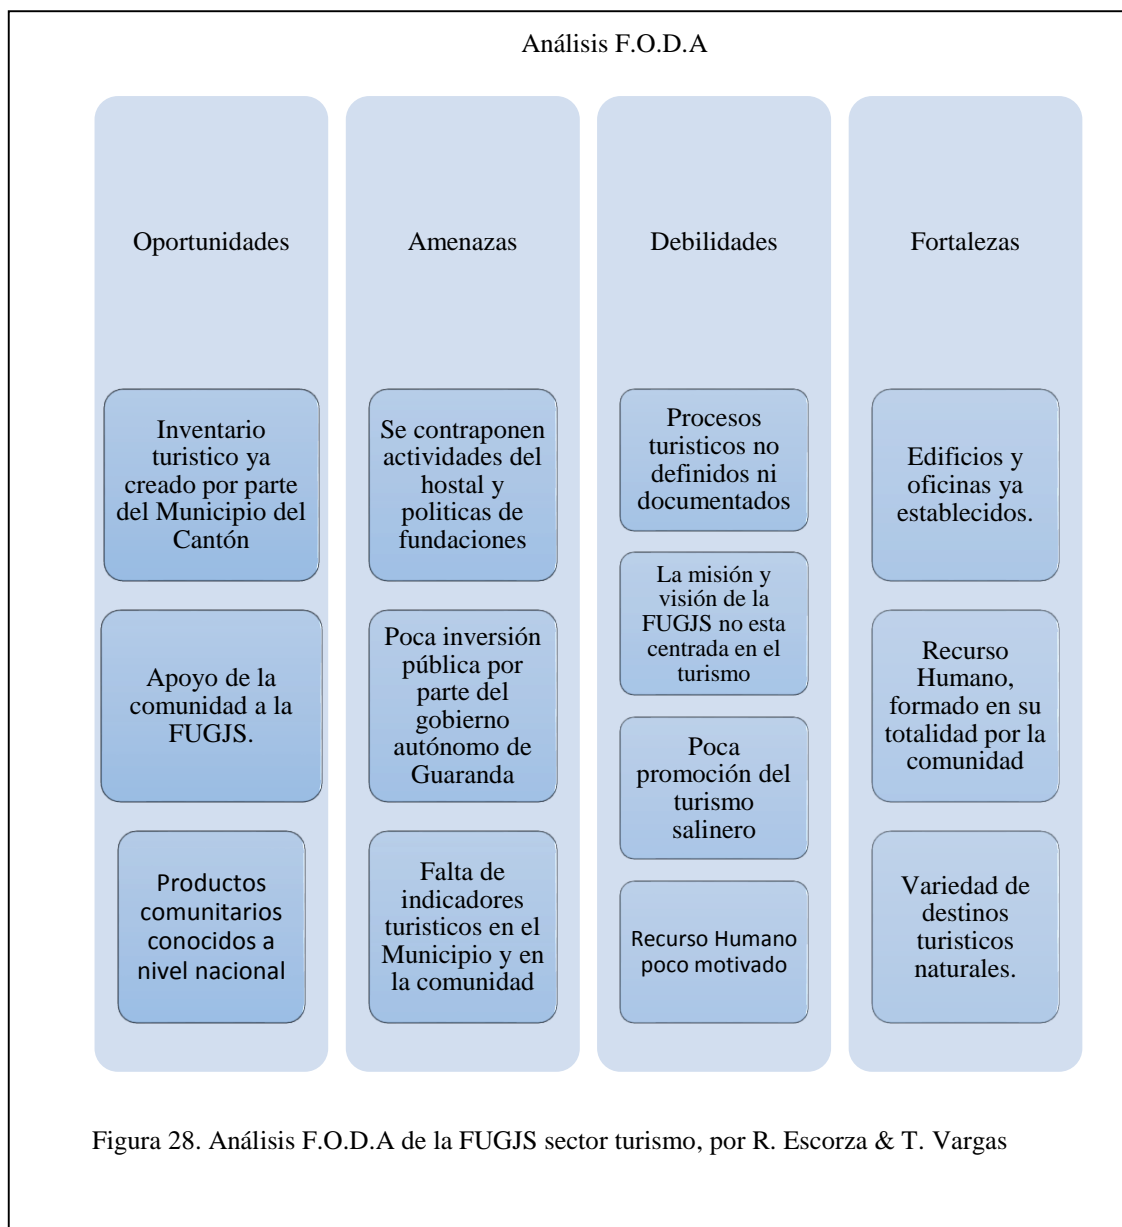 Análisis F.O.D.A
Oportunidades
Inventario
turistico ya
creado por parte
del Municipio del
Cantón
Apoyo de la
comunidad a la
FUGJS.
Productos
comunitarios
conocidos a
nivel nacional
Amenazas
Se contraponen
actividades del
hostal y
politicas de
fundaciones
Poca inversión
pública por
parte del
gobierno
autónomo de
Guaranda
Falta de
indicadores
turisticos en el
Municipio y en
la comunidad
Debilidades
Procesos
turisticos no
definidos ni
documentados
La misión y
visión de la
FUGJS no esta
centrada en el
turismo
Poca
promoción del
turismo
salinero
Recurso Humano
poco motivado
Fortalezas
Edificios y
oficinas ya
establecidos.
Recurso
Humano,
formado en su
totalidad por la
comunidad
Variedad de
destinos
turisticos
naturales.
Figura 28. Análisis F.O.D.A de la FUGJS sector turismo, por R. Escorza & T. Vargas